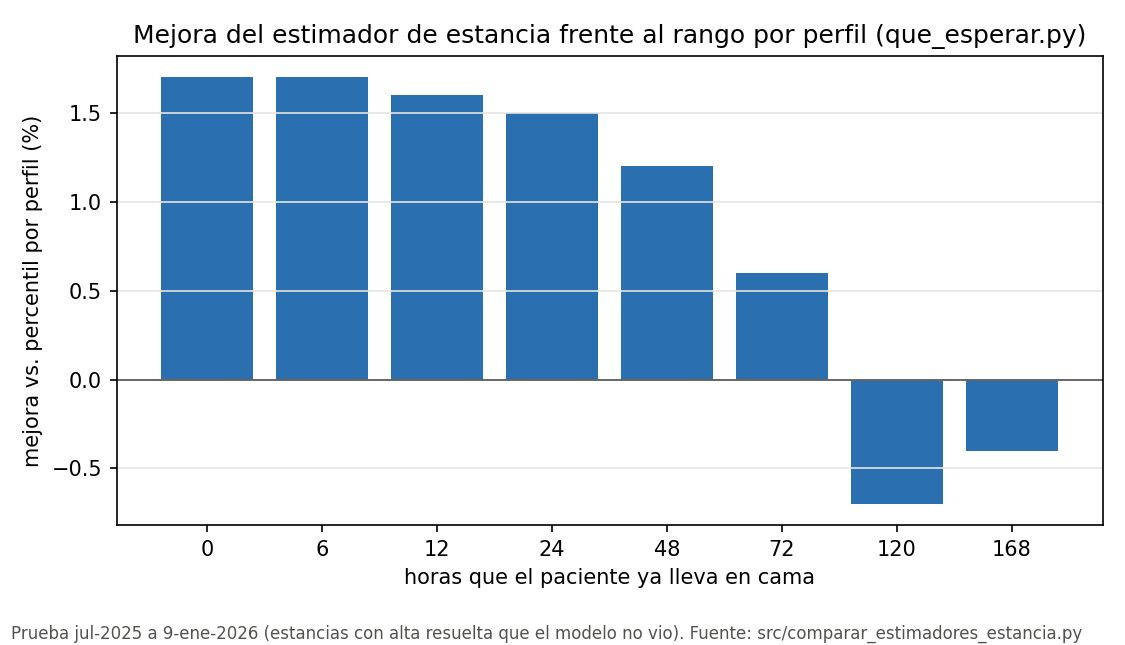 Mejora del estimador de estancia frente al rango por perfil (que_esperar.py)
mejora vs. percentil por perfil (%)
1.5
1.0
0.5
0.0
−0.5
0 6 12 24 48 72 120 168
horas que el paciente ya lleva en cama
Prueba jul-2025 a 9-ene-2026 (estancias con alta resuelta que el modelo no vio). Fuente: src/comparar_estimadores_estancia.py